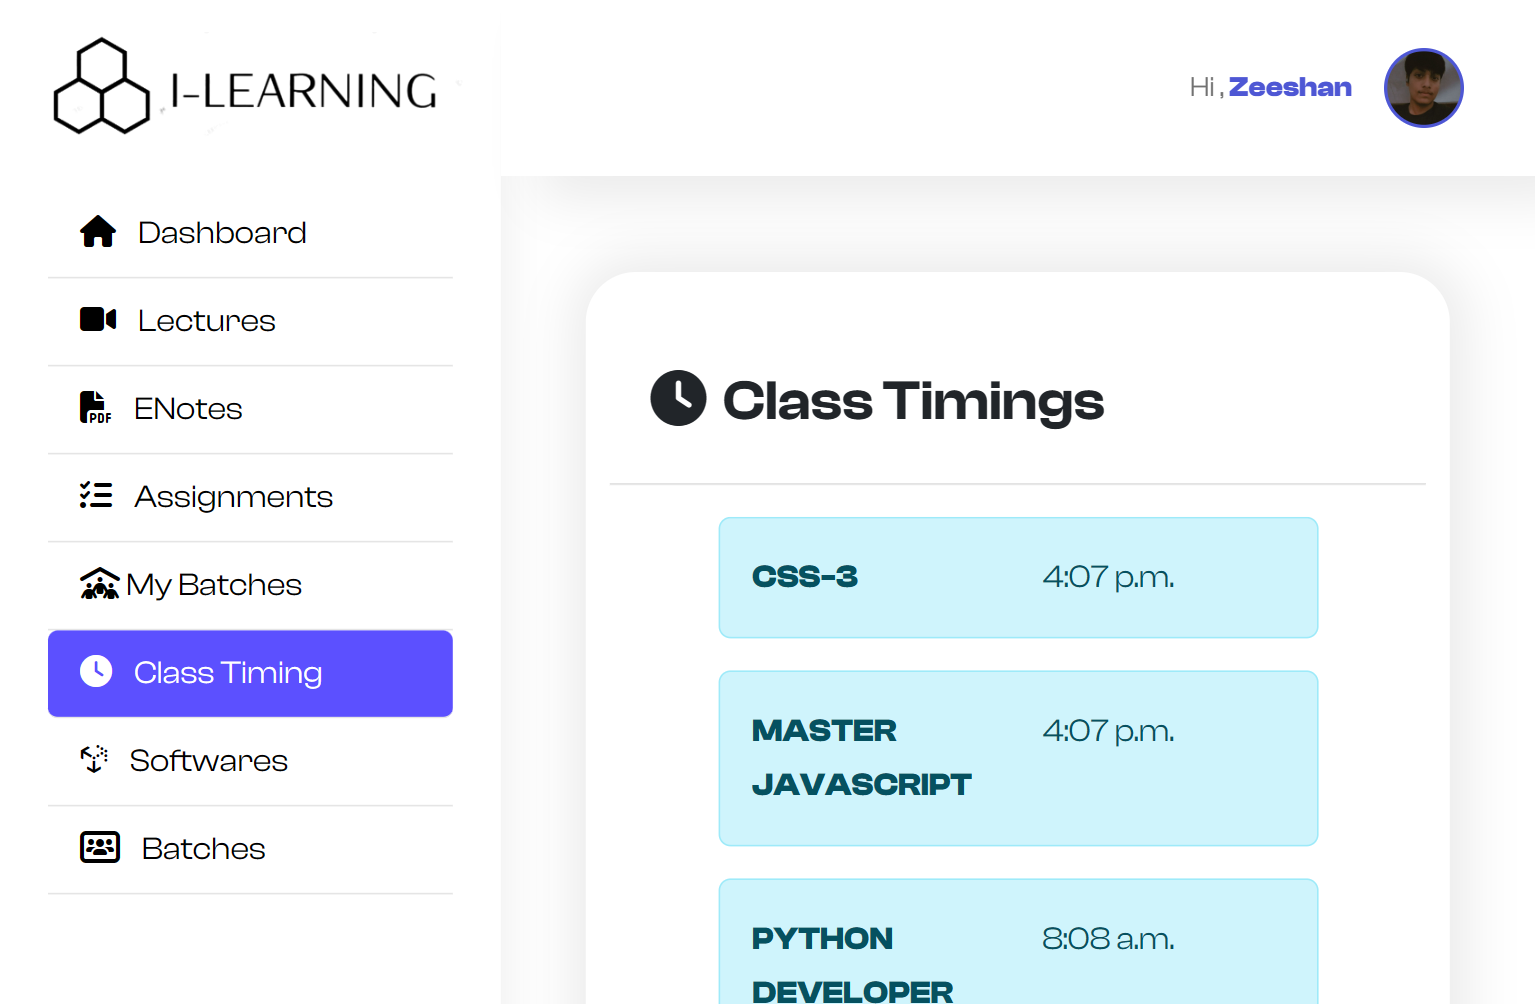 I-LEARNING
Hi , Zeeshan
Dashboard
Lectures
PDF ENotes
Assignments
My Batches
Class Timing
Softwares
Batches
Class Timings
CSS-3 4:07 p.m.
MASTER 4:07 p.m.
JAVASCRIPT
PYTHON 8:08 a.m.
DEVELOPER